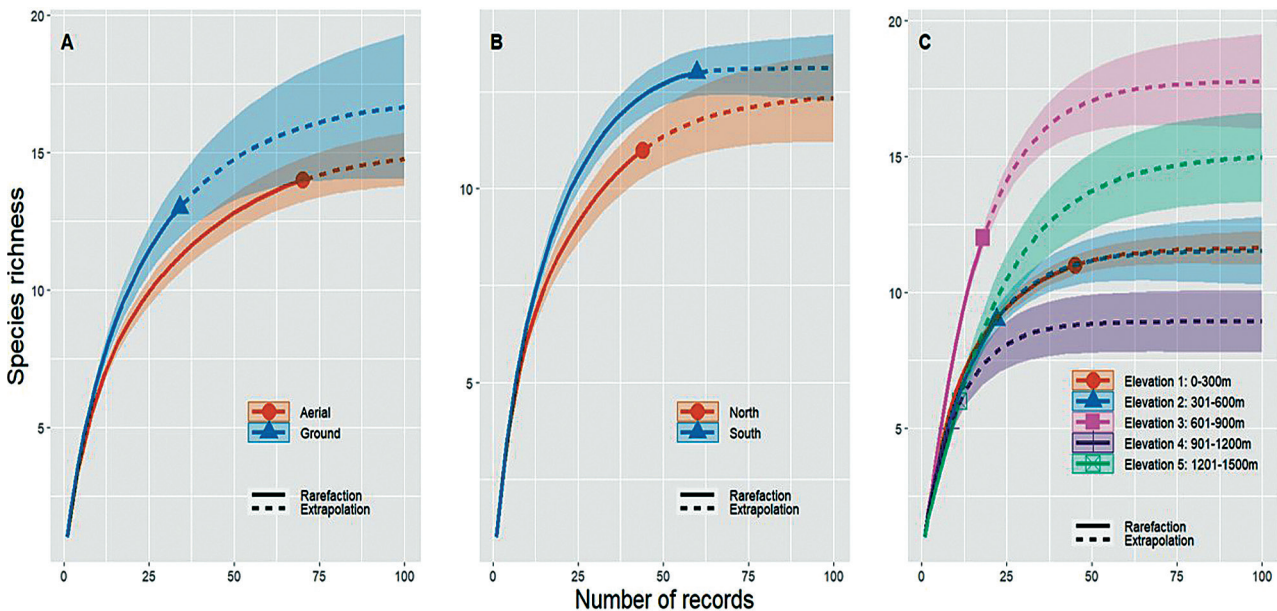 Species richness
A
20
15
10
5
Aerial
Ground
Rarefaction
Extrapolation
0 25 50 75 100
B
10
5
North
South
Rarefaction
Extrapolation
0 25 50 75 100
C
20
15
10
5
Elevation 1: 0-300m
Elevation 2: 301-600m
Elevation 3: 601-900m
Elevation 4: 901-1200m
Elevation 5: 1201-1500m
Rarefaction
Extrapolation
0 25 50 75 100
Number of records